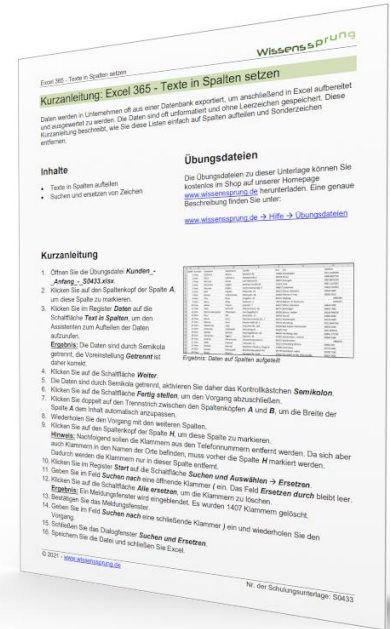 Wissenssprung
Excel 365 - Texte in Spalten setzen
Kurzanleitung: Excel 365 - Texte in Spalten setzen
Daten werden in Unternehmen oft aus einer Datenbank exportiert, um anschließend in Excel aufbereitet
und ausgewertet zu werden. Die Daten sind oft unformatiert und ohne Leerzeichen gespeichert. Diese
Kurzanleitung beschreibt, wie Sie diese Listen einfach auf Spalten aufteilen und Sonderzeichen
entfernen.
Inhalte
• Texte in Spalten aufteilen
• Suchen und ersetzen von Zeichen
Übungsdateien
Die Übungsdateien zu dieser Unterlage können Sie
kostenlos im Shop auf unserer Homepage
www.wissenssprung.de herunterladen. Eine genaue
Beschreibung finden Sie unter:
www.wissenssprung.de → Hilfe → Übungsdateien
Kurzanleitung
1. Öffnen Sie die Übungsdatei Kunden_-
_Anfang_-_S0433.xlsx.
2. Klicken Sie auf den Spaltenkopf der Spalte A,
um diese Spalte zu markieren.
3. Klicken Sie im Register Daten auf die
Schaltfläche Text in Spalten, um den
Assistenten zum Aufteilen der Daten
aufzurufen.
Ergebnis: Die Daten sind durch Semikola
getrennt, die Voreinstellung Getrennt ist
daher korrekt.
Ergebnis: Daten auf Spalten aufgeteilt
4. Klicken Sie auf die Schaltfläche Weiter.
5. Die Daten sind durch Semikola getrennt, aktivieren Sie daher das Kontrollkästchen Semikolon.
6. Klicken Sie auf die Schaltfläche Fertig stellen, um den Vorgang abzuschließen.
7. Klicken Sie doppelt auf den Trennstrich zwischen den Spaltenköpfen A und B, um die Breite der
Spalte A dem Inhalt automatisch anzupassen.
8. Wiederholen Sie den Vorgang mit den weiteren Spalten.
9. Klicken Sie auf den Spaltenkopf der Spalte H, um diese Spalte zu markieren.
Hinweis: Nachfolgend sollen die Klammern aus den Telefonnummern entfernt werden. Da sich aber
auch Klammern in den Namen der Orte befinden, muss vorher die Spalte H markiert werden.
Dadurch werden die Klammern nur in dieser Spalte entfernt.
10. Klicken Sie im Register Start auf die Schaltfläche Suchen und Auswählen → Ersetzen.
11. Geben Sie im Feld Suchen nach eine öffnende Klammer ( ein. Das Feld Ersetzen durch bleibt leer.
12. Klicken Sie auf die Schaltfläche Alle ersetzen, um die Klammern zu löschen.
Ergebnis: Ein Meldungsfenster wird eingeblendet. Es wurden 1407 Klammern gelöscht.
13. Bestätigen Sie das Meldungsfenster.
14. Geben Sie im Feld Suchen nach eine schließende Klammer ) ein und wiederholen Sie den
Vorgang.
15. Schließen Sie das Dialogfenster Suchen und Ersetzen.
16. Speichern Sie die Datei und schließen Sie Excel.
© 2021 - www.wissenssprung.de
Nr. der Schulungsunterlage: S0433